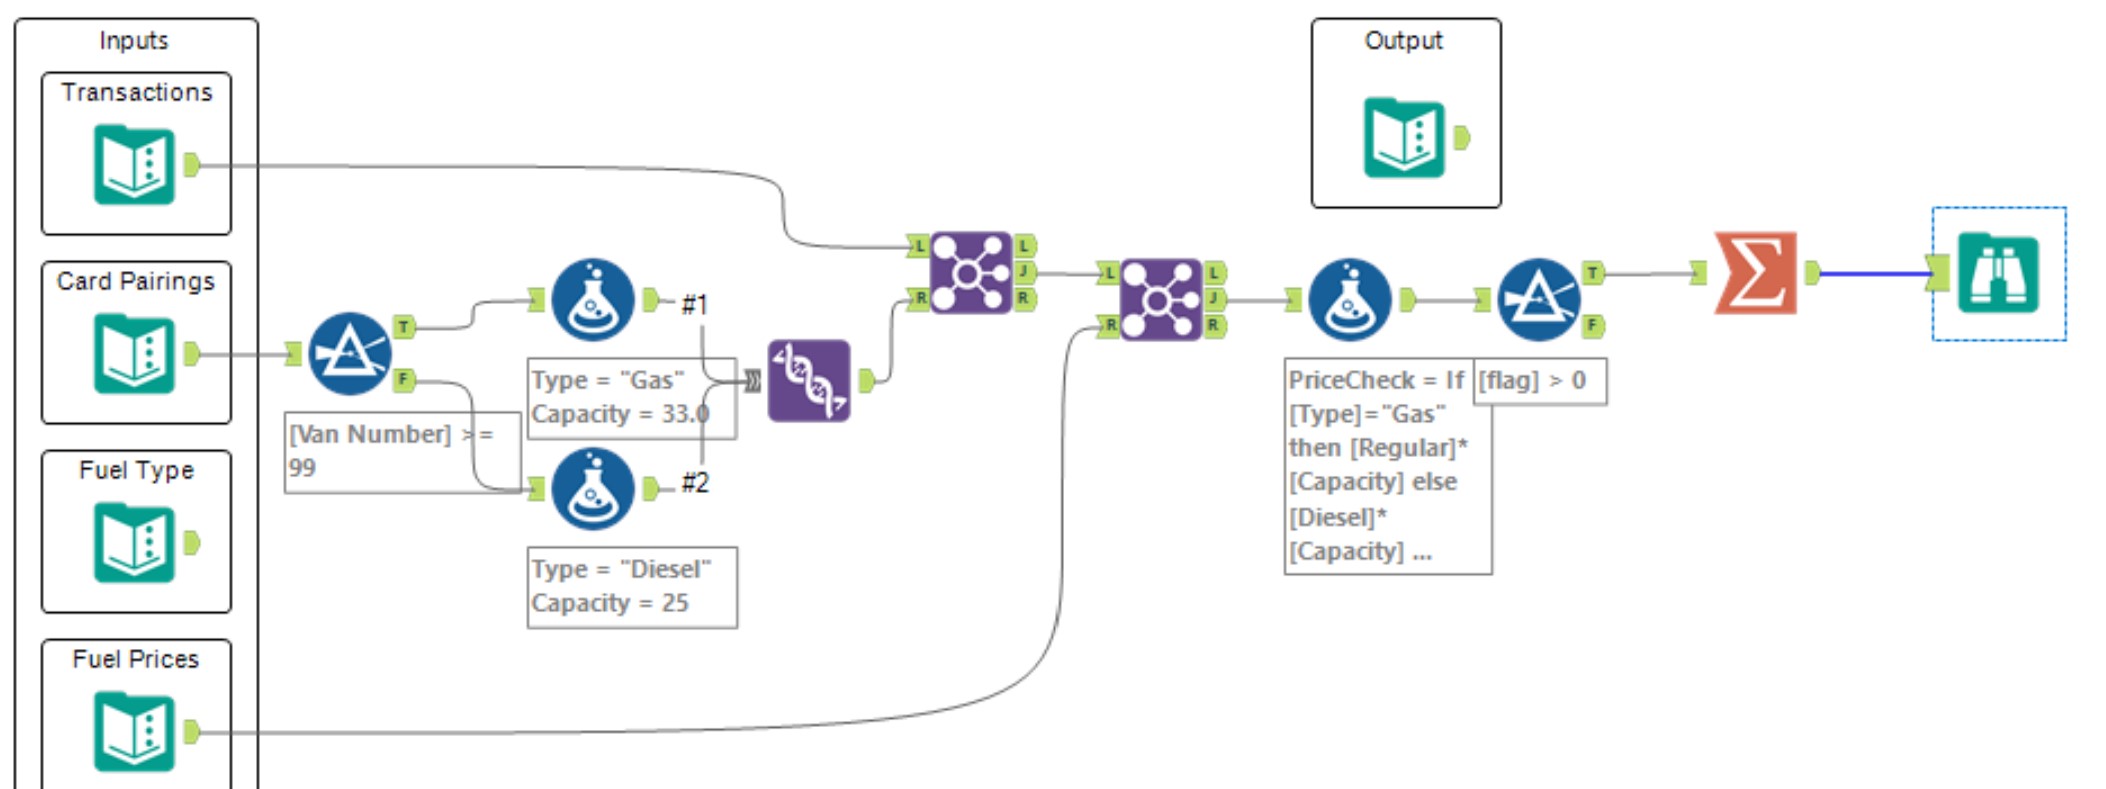 Inputs
Transactions
Card Pairings
Fuel Type
Fuel Prices
T
F
[Van Number] >=
99
#1
Type = "Gas"
Capacity = 33.0
#2
Type = "Diesel"
Capacity = 25
L
R
L
J
R
L
R
L
J
R
PriceCheck = If
[Type]="Gas"
then [Regular]*
[Capacity] else
[Diesel]*
[Capacity] ...
[flag] > 0
T
F
Output